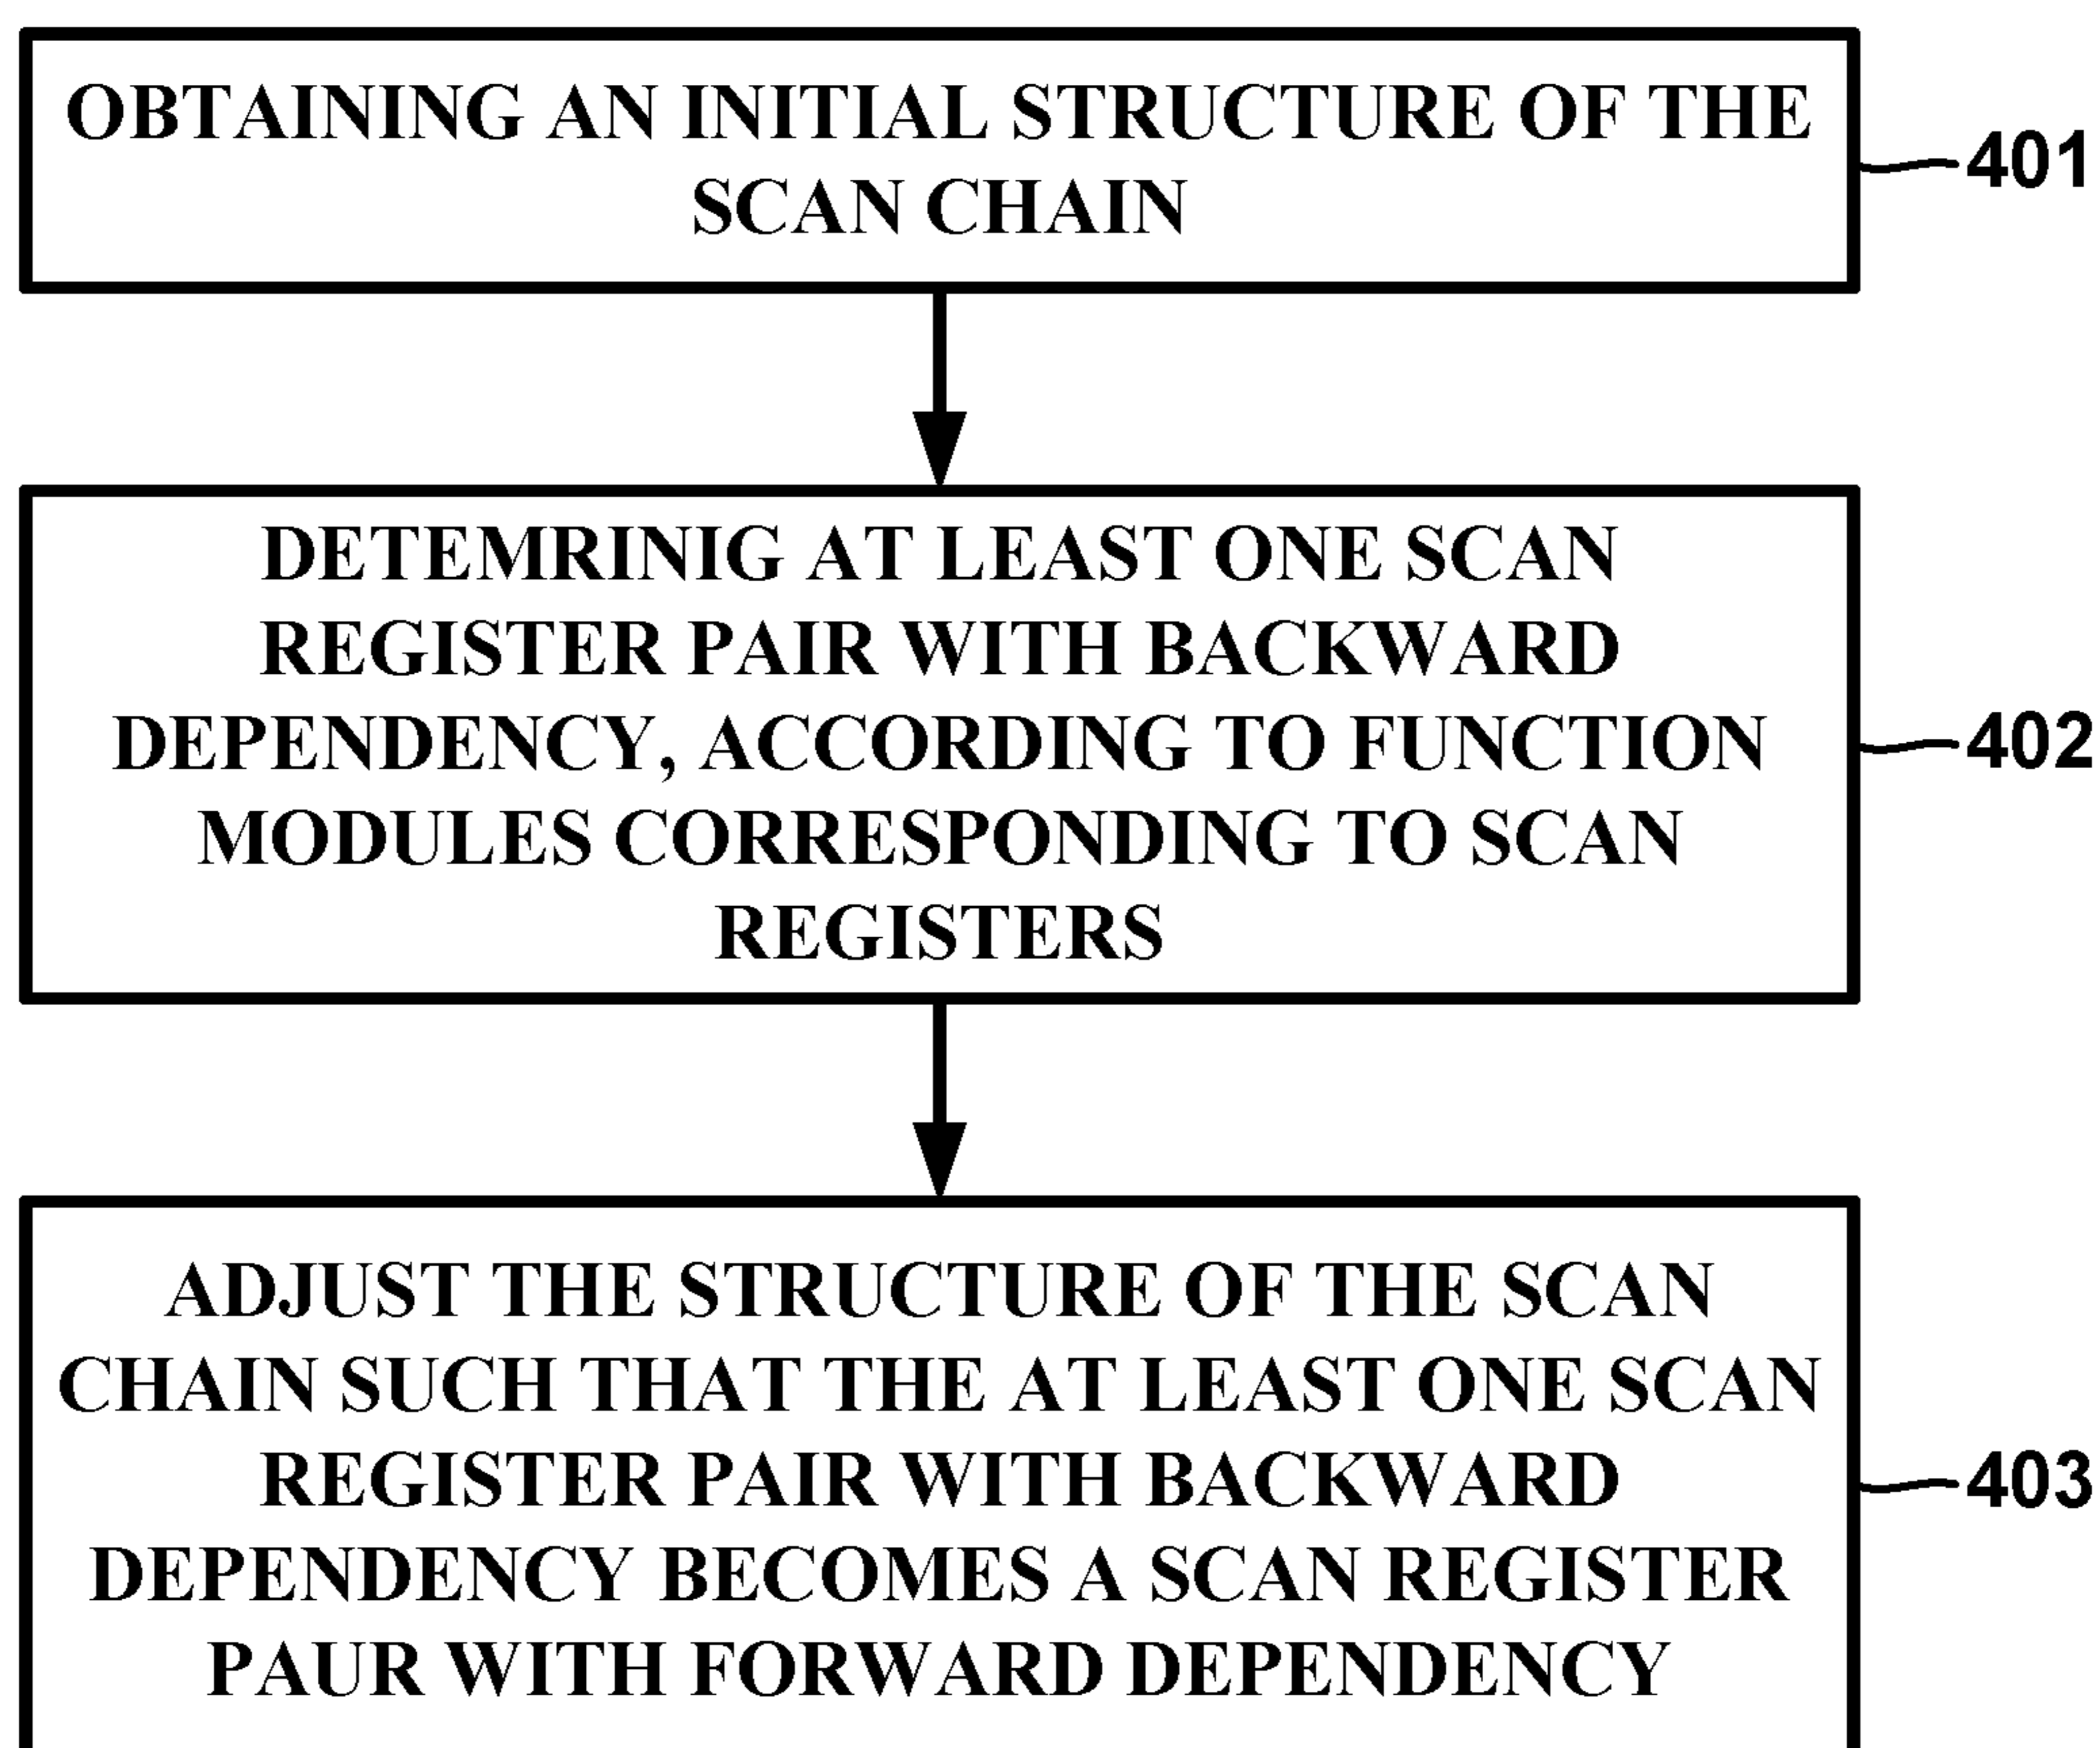 OBTAINING AN INITIAL STRUCTURE OF THE
SCAN CHAIN
401
DETEMRINIG AT LEAST ONE SCAN
REGISTER PAIR WITH BACKWARD
DEPENDENCY, ACCORDING TO FUNCTION
MODULES CORRESPONDING TO SCAN
REGISTERS
402
ADJUST THE STRUCTURE OF THE SCAN
CHAIN SUCH THAT THE AT LEAST ONE SCAN
REGISTER PAIR WITH BACKWARD
DEPENDENCY BECOMES A SCAN REGISTER
PAUR WITH FORWARD DEPENDENCY
403